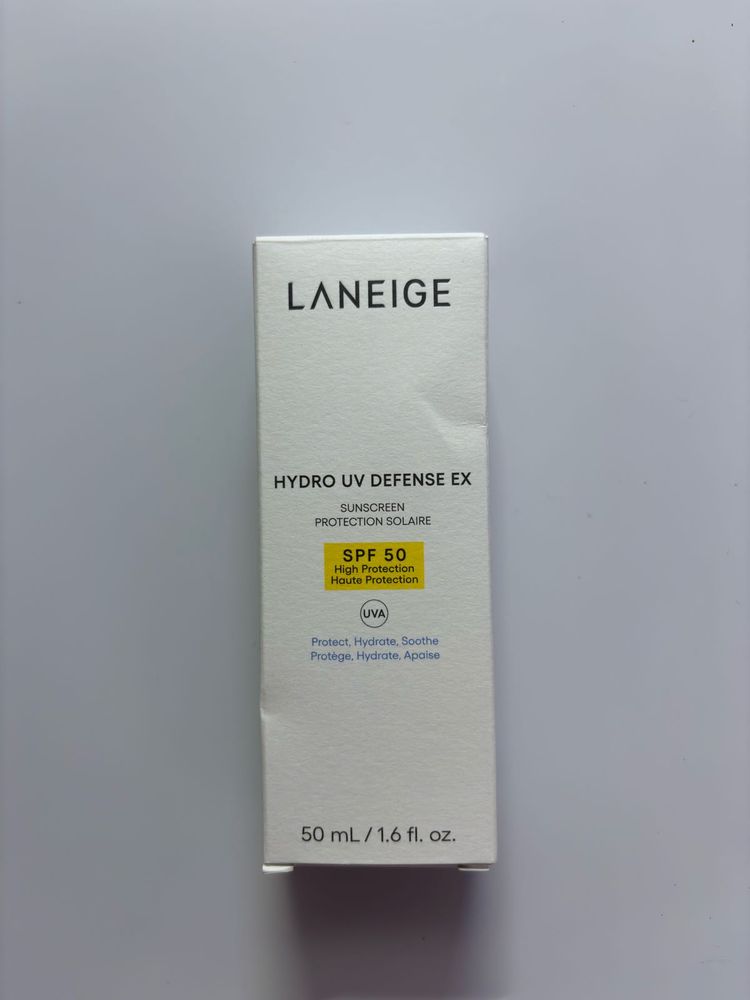 LANEIGE
HYDRO UV DEFENSE EX
SUNSCREEN
PROTECTION SOLAIRE
SPF 50
High Protection
Haute Protection
UVA
Protect, Hydrate, Soothe
Protège, Hydrate, Apaise
50 mL / 1.6 fl. oz.